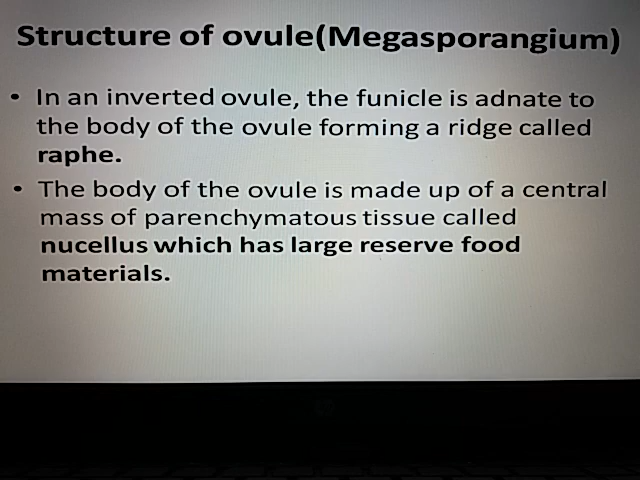 Structure of ovule(Megasporangium)
• In an inverted ovule, the funicle is adnate to
the body of the ovule forming a ridge called
raphe.
• The body of the ovule is made up of a central
mass of parenchymatous tissue called
nucellus which has large reserve food
materials.